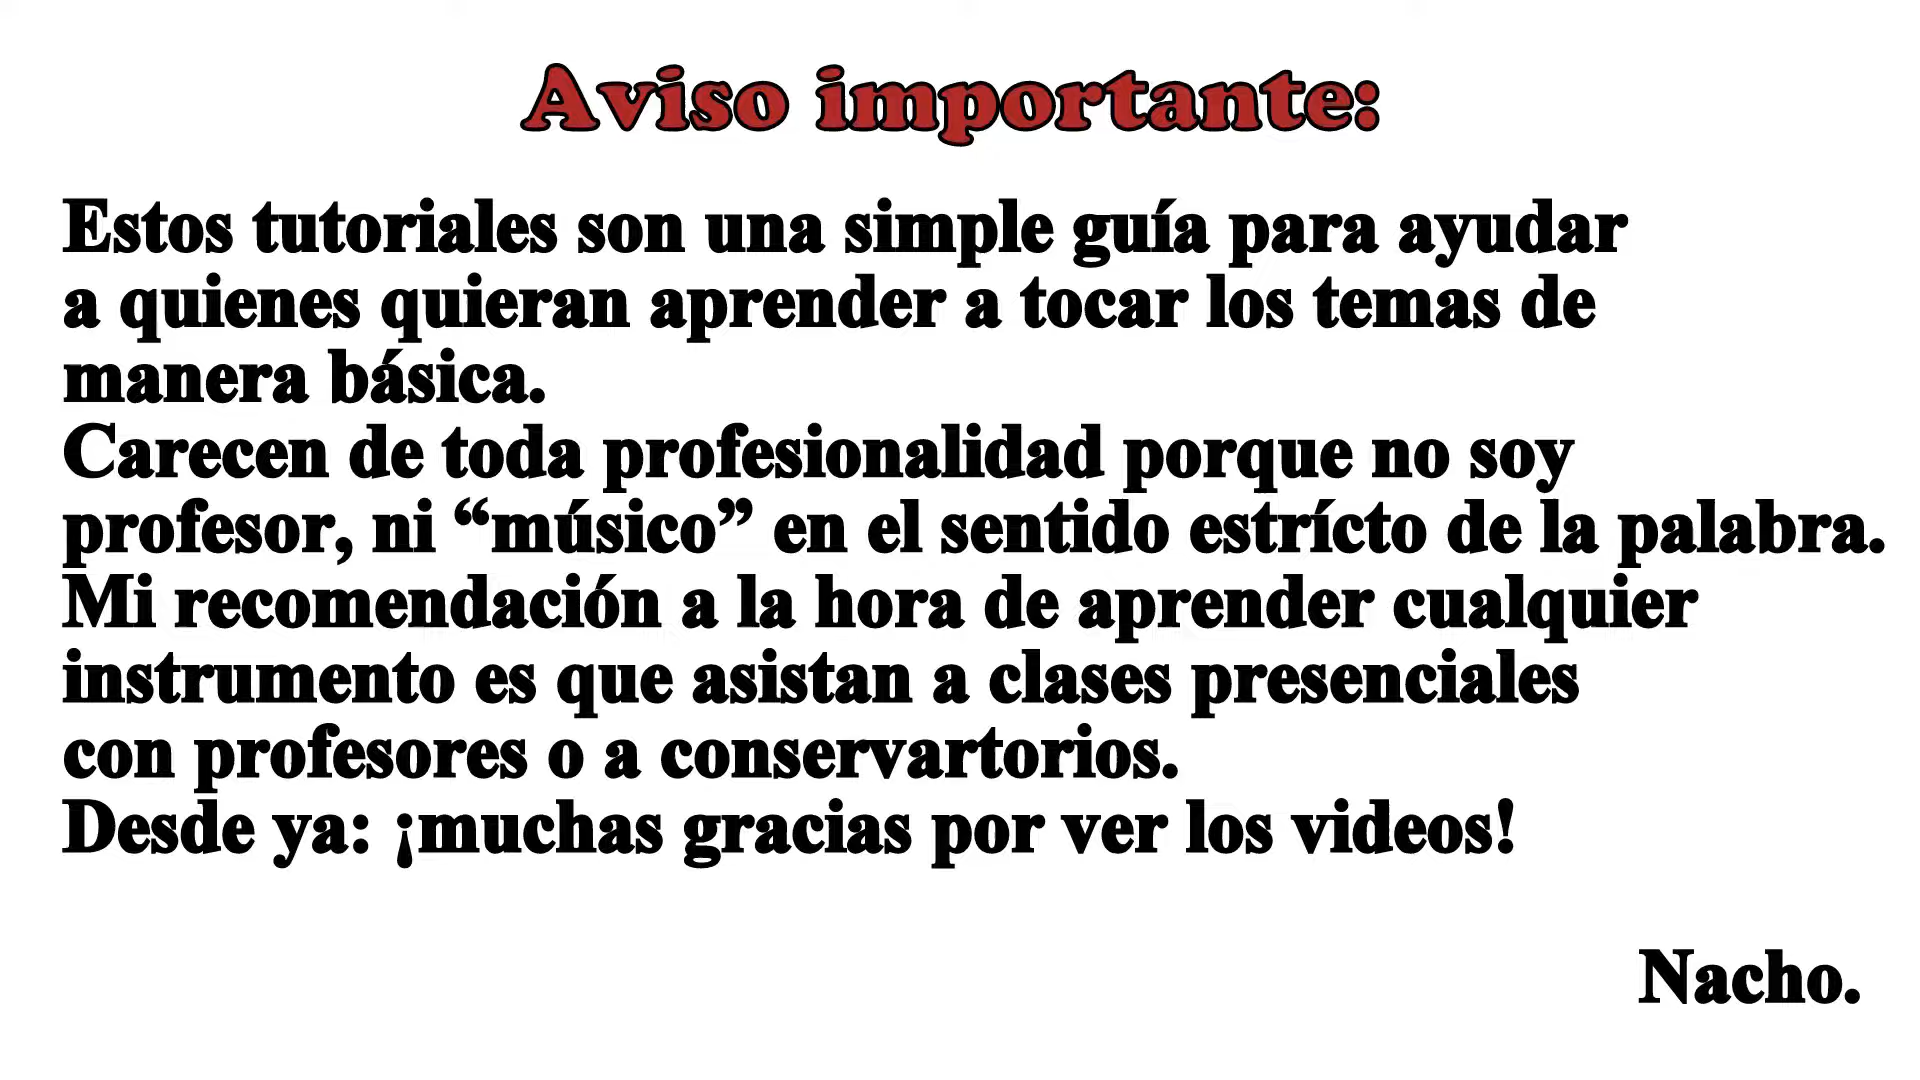 Aviso importante:
Estos tutoriales son una simple guía para ayudar
a quienes quieran aprender a tocar los temas de
manera básica.
Carecen de toda profesionalidad porque no soy
profesor, ni “músico” en el sentido estrícto de la palabra.
Mi recomendación a la hora de aprender cualquier
instrumento es que asistan a clases presenciales
con profesores o a conservartorios.
Desde ya: ¡muchas gracias por ver los videos!
Nacho.